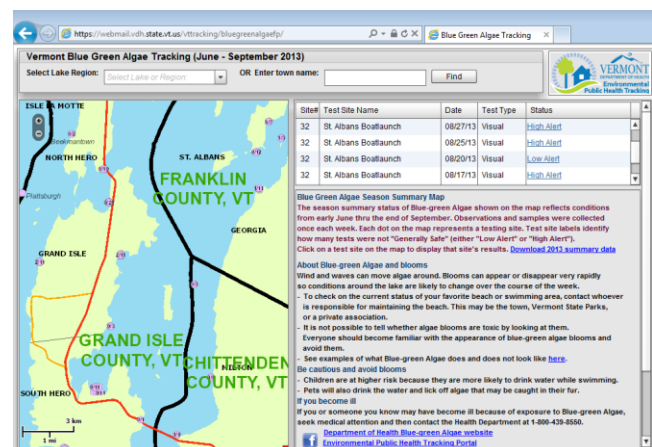 https://webmail.vdh.state.vt.us/vttracking/bluegreenalgaefp/
Blue Green Algae Tracking
Vermont Blue Green Algae Tracking (June - September 2013)
Select Lake Region: Select Lake or Region OR Enter town name: Find
VERMONT
DEPARTMENT OF HEALTH
Environmental
Public Health Tracking
ISLE LA MOTTE
Beekmantown
NORTH HERO
ST. ALBANS
FRANKLIN
COUNTY, VT
Plattsburgh
GEORGIA
GRAND ISLE
GRAND ISLE
COUNTY, VT
CHITTENDEN
COUNTY, VT
MILTON
SOUTH HERO
3 km
1 mi
Site# Test Site Name Date Test Type Status
32 St. Albans Boatlaunch 08/27/13 Visual High Alert
32 St. Albans Boatlaunch 08/25/13 Visual High Alert
32 St. Albans Boatlaunch 08/20/13 Visual Low Alert
32 St. Albans Boatlaunch 08/17/13 Visual High Alert
Blue Green Algae Season Summary Map
The season summary status of Blue-green Algae shown on the map reflects conditions
from early June thru the end of September. Observations and samples were collected
once each week. Each dot on the map represents a testing site. Test site labels identify
how many tests were not "Generally Safe" (either "Low Alert" or "High Alert").
Click on a test site on the map to display that site's results. Download 2013 summary data
About Blue-green Algae and blooms
Wind and waves can move algae around. Blooms can appear or disappear very rapidly
so conditions around the lake are likely to change over the course of the week.
- To check on the current status of your favorite beach or swimming area, contact whoever
is responsible for maintaining the beach. This may be the town, Vermont State Parks,
or a private association.
- It is not possible to tell whether algae blooms are toxic by looking at them.
Everyone should become familiar with the appearance of blue-green algae blooms and
avoid them.
- See examples of what Blue-green Algae does and does not look like here.
Be cautious and avoid blooms
- Children are at higher risk because they are more likely to drink water while swimming.
- Pets will also drink the water and lick off algae that may be caught in their fur.
If you become ill
If you or someone you know may have become ill because of exposure to Blue-green Algae,
seek medical attention and then contact the Health Department at 1-800-439-8550.
Department of Health Blue-green Algae website
Environmental Public Health Tracking Portal